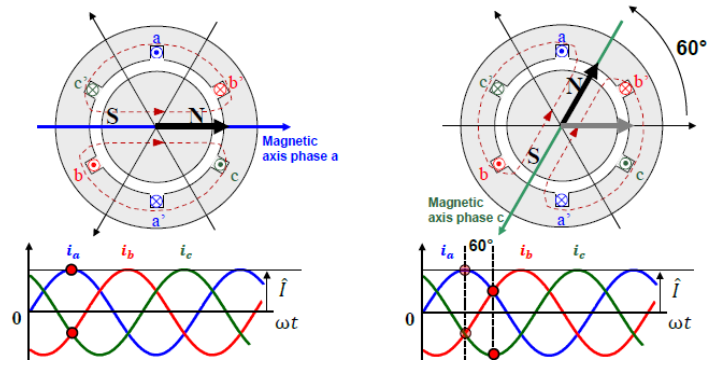 a
c'
b'
S
N
Magnetic
axis phase a
b
c
a'
i_a
i_b
i_c
Î
0
ωt
60°
a
c'
b'
N
S
b
c
Magnetic
axis phase c
a'
60°
i_a
i_b
i_c
Î
0
ωt